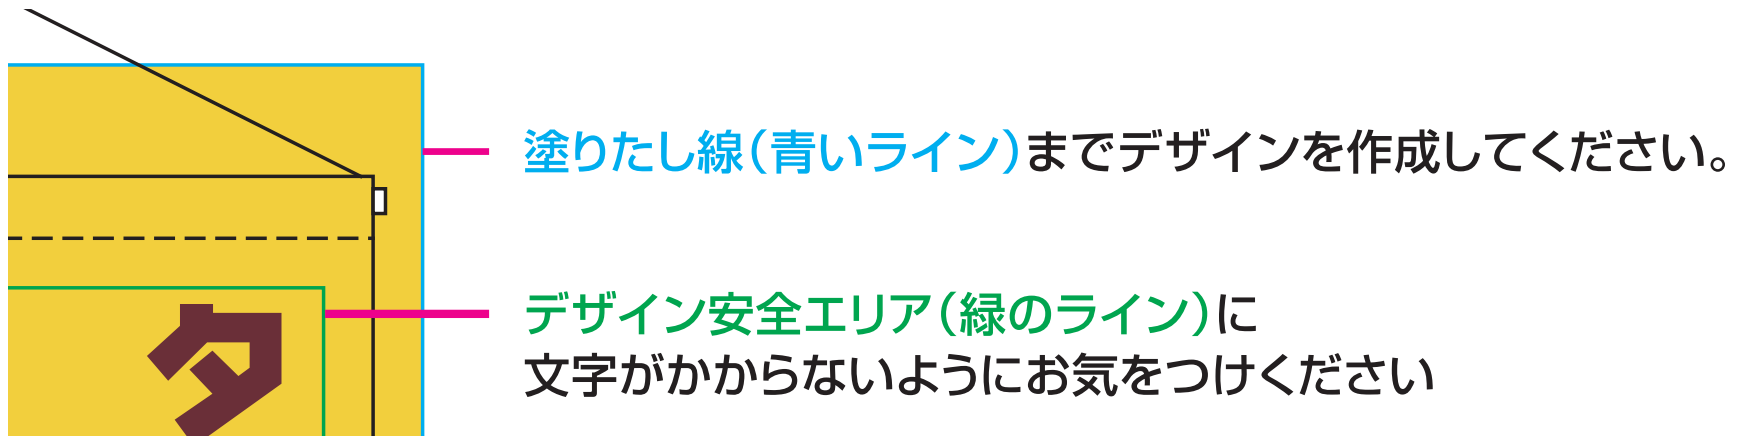 塗りたし線（青いライン）までデザインを作成してください。
デザイン安全エリア（緑のライン）に
文字がかからないようにお気をつけください
タ